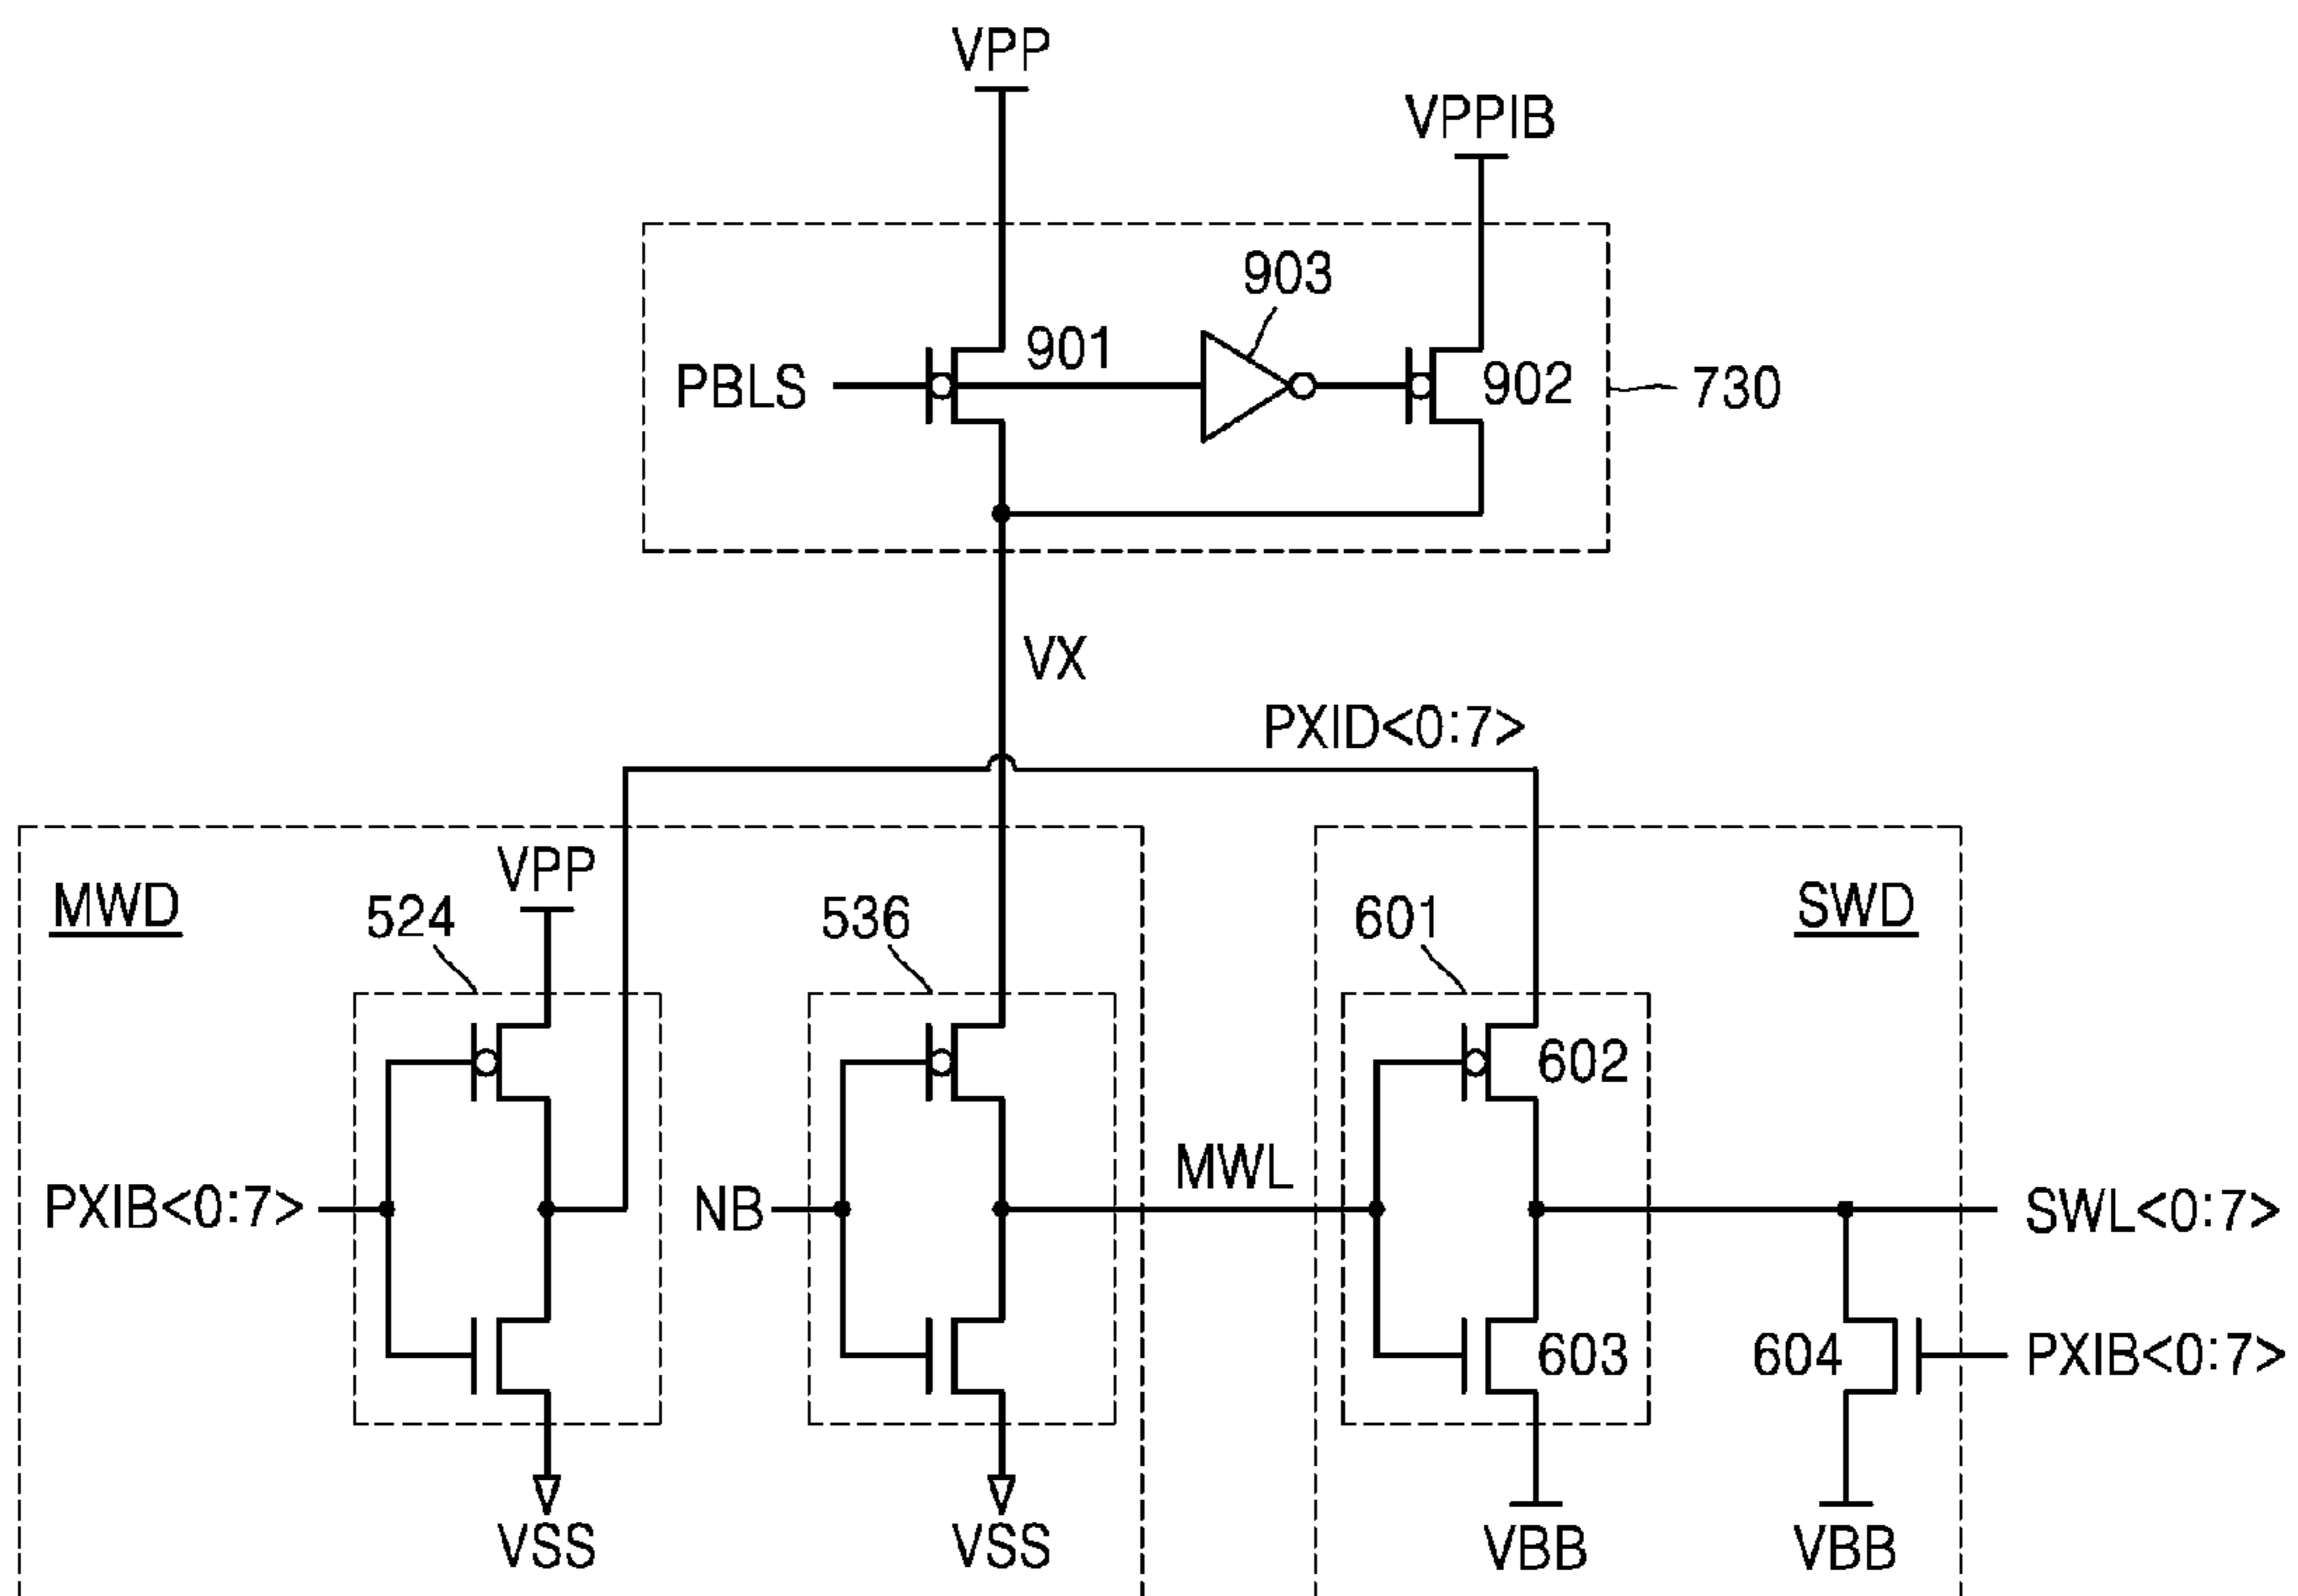 VPP
VPPIB
903
901
PBLS
902
730
VX
PXID<0:7>
VPP
MWD
524
536
601
SWD
602
MWL
PXIB<0:7>
NB
SWL<0:7>
603
604
PXIB<0:7>
VSS
VSS
VBB
VBB